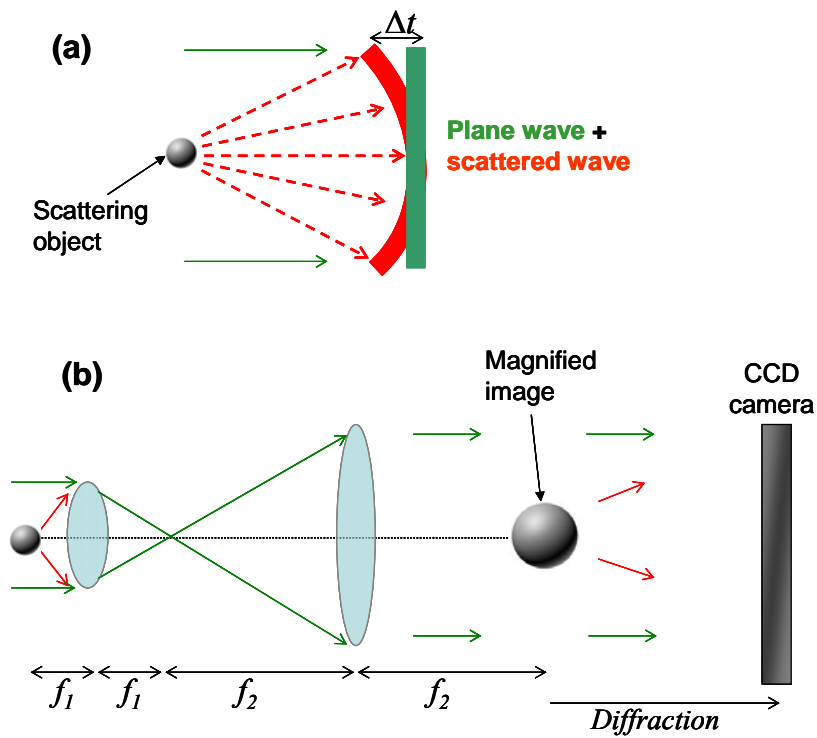 (a)
Δt
Plane wave +
scattered wave
Scattering
object
(b)
Magnified
image
CCD
camera
f1
f1
f2
f2
Diffraction